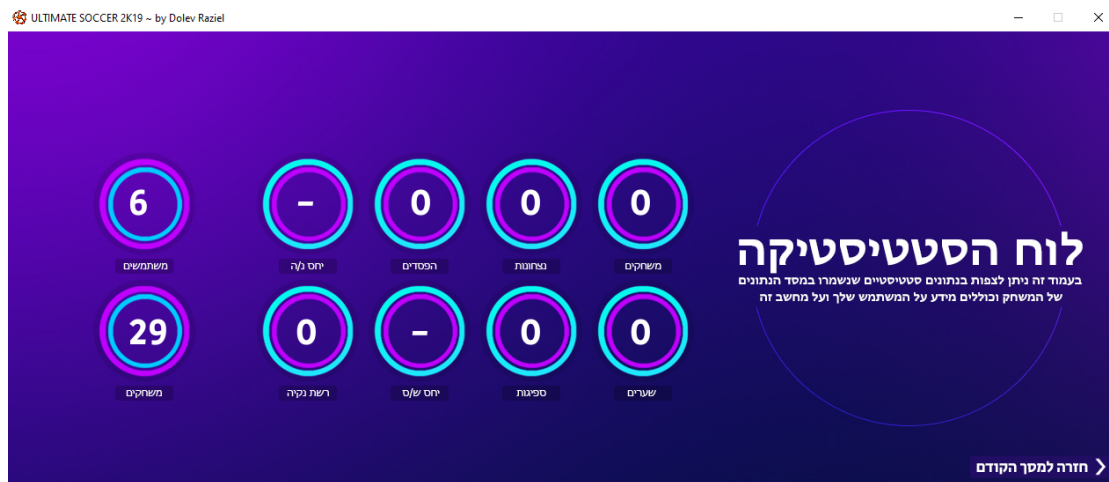 ULTIMATE SOCCER 2K19 ~ by Dolev Raziel
לוח הסטטיסטיקה
בעמוד זה ניתן לצפות בנתונים סטטיסטיים שנשמרו במסד הנתונים
של המשחק וכוללים מידע על המשתמש שלך ועל מחשב זה
0 0 0 - 6
משחקים נצחונות הפסדים יחס נ/ה משתמשים
0 0 - 0 29
שערים ספיגות יחס ש/ס רשת נקיה משחקים
חזרה למסך הקודם